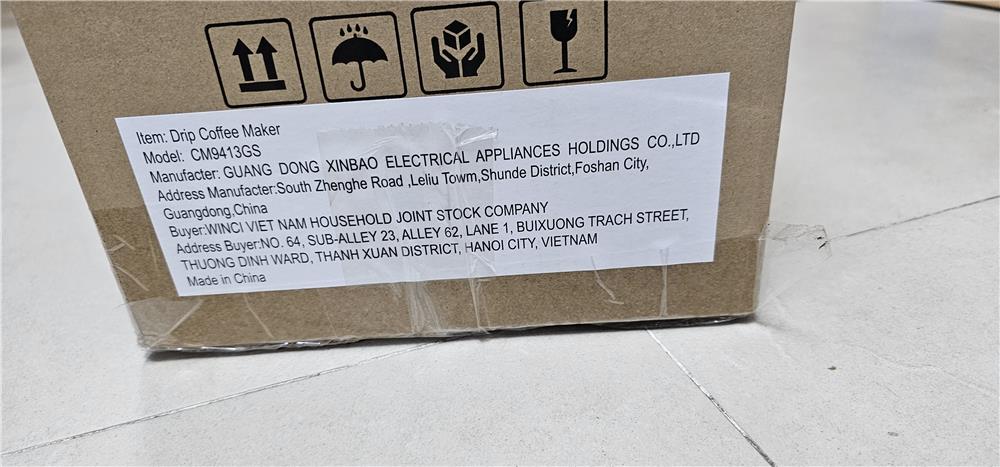 Item: Drip Coffee Maker
Model: CM9413GS
Manufacter: GUANG DONG XINBAO ELECTRICAL APPLIANCES HOLDINGS CO.,LTD
Address Manufacter:South Zhenghe Road ,Leliu Towm,Shunde District,Foshan City,
Guangdong,China
Buyer:WINCI VIET NAM HOUSEHOLD JOINT STOCK COMPANY
Address Buyer:NO. 64, SUB-ALLEY 23, ALLEY 62, LANE 1, BUIXUONG TRACH STREET,
THUONG DINH WARD, THANH XUAN DISTRICT, HANOI CITY, VIETNAM
Made in China